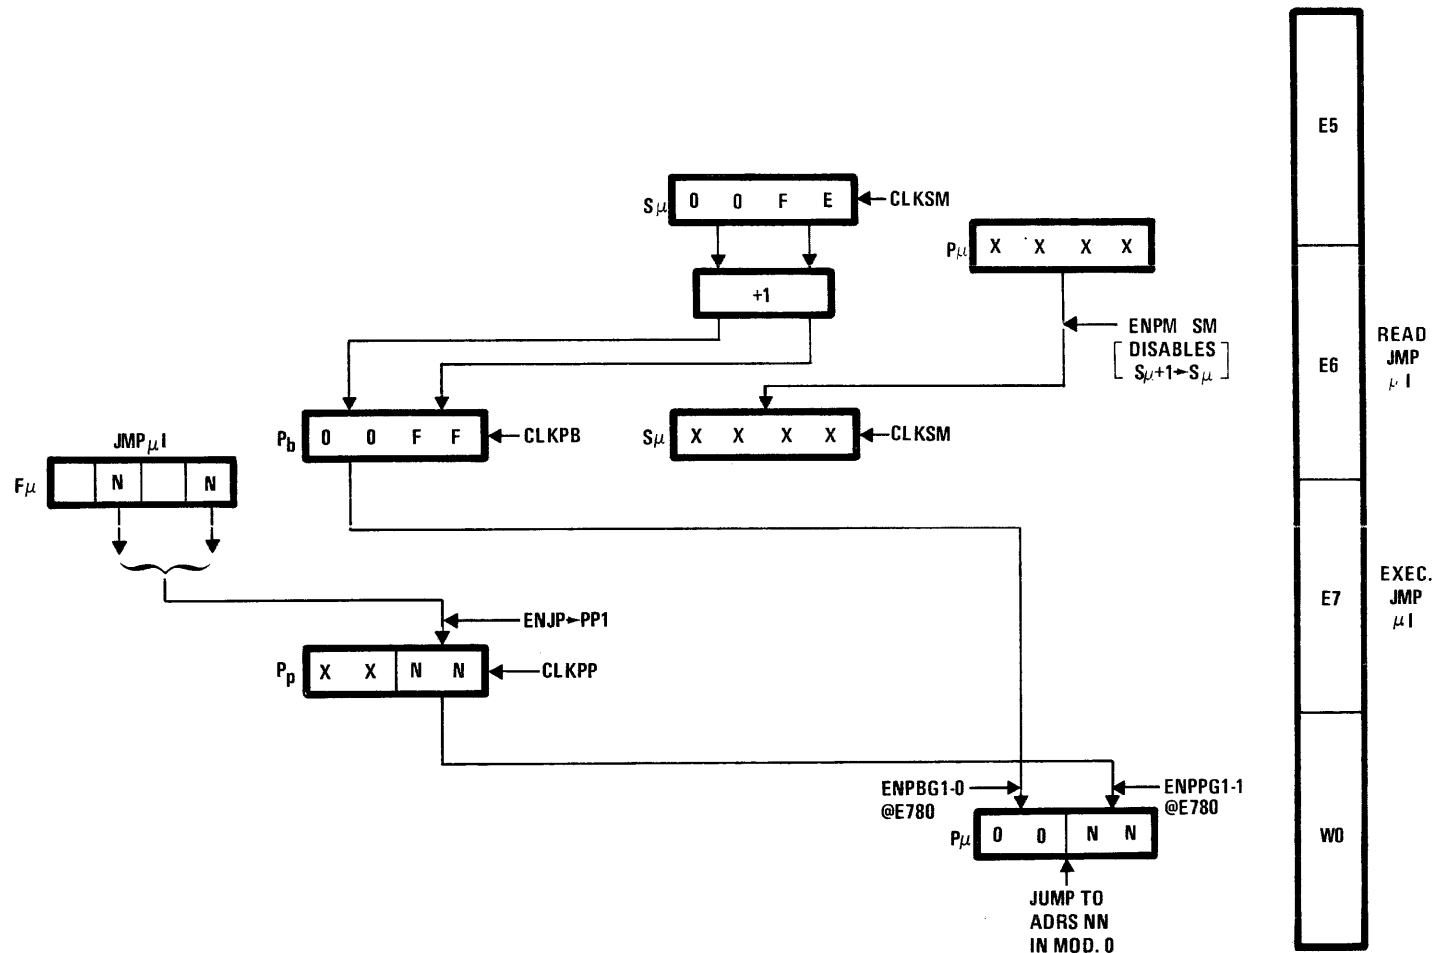 E5
Sμ 0 0 F E CLKSM
Pμ X X X X
+1
ENPM SM
DISABLES
Sμ+1→Sμ
E6
READ
JMP
μI
Pb 0 0 F F CLKPB
Sμ X X X X CLKSM
JMPμI
Fμ N N
EXEC.
JMP
μI
E7
ENJP→PP1
Pp X X N N CLKPP
ENPBG1-0
@E780
ENPPG1-1
@E780
Pμ 0 0 N N
W0
JUMP TO
ADRS NN
IN MOD. 0